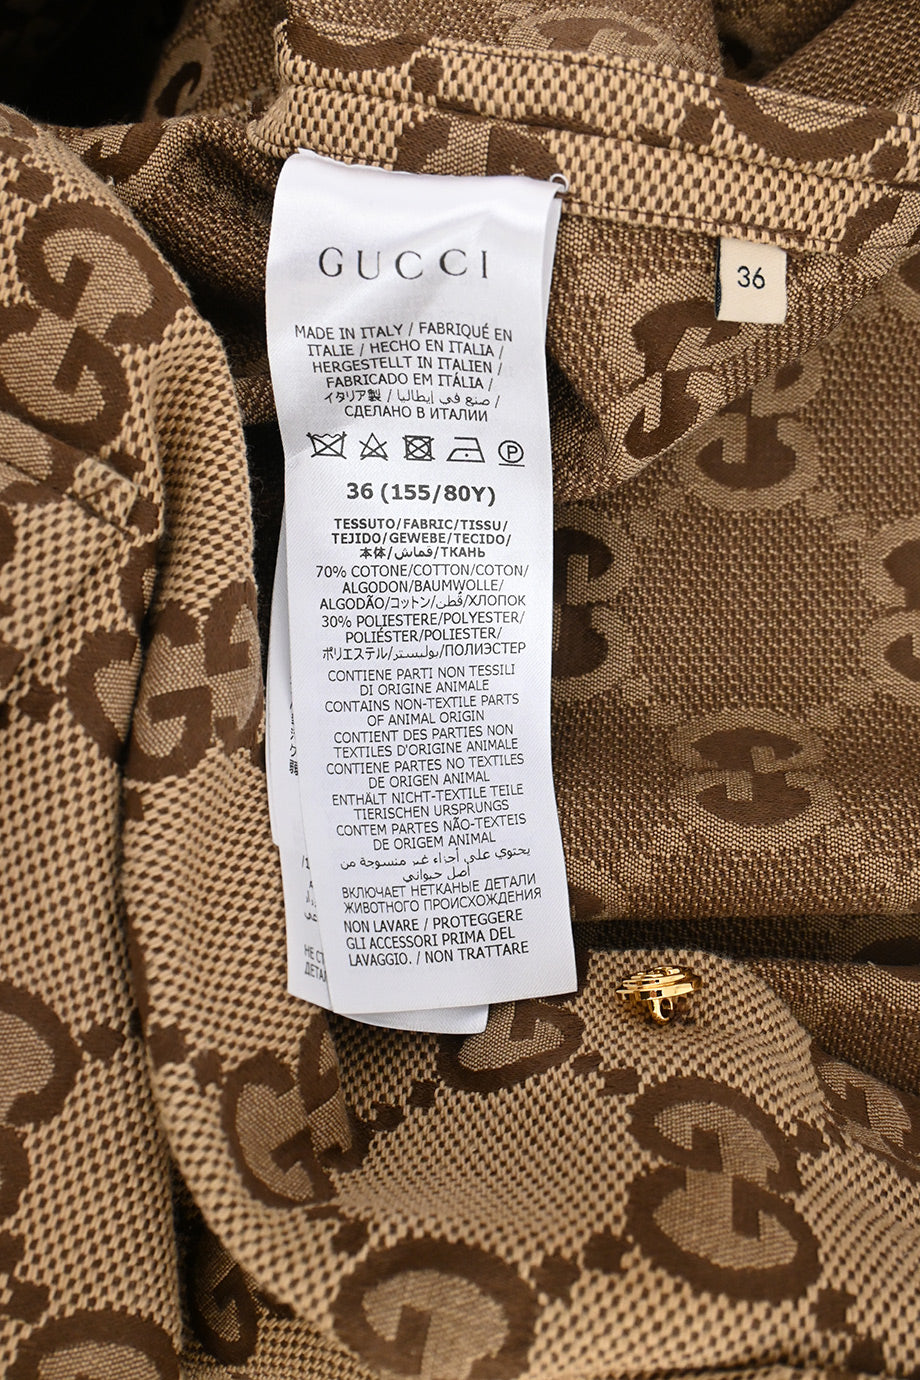 GUCCI
MADE IN ITALY / FABRIQUÉ EN
ITALIE / HECHO EN ITALIA /
HERGESTELLT IN ITALIEN /
FABRICADO EM ITÁLIA /
イタリア製 / صنع في إيطاليا /
СДЕЛАНО В ИТАЛИИ
P
36 (155/80Y)
TESSUTO/FABRIC/TISSU/
TEJIDO/GEWEBE/TECIDO/
本体/قماش/ТКАНЬ
70% COTONE/COTTON/COTON/
ALGODON/BAUMWOLLE/
ALGODÃO/コットン/قطن/ХЛОПОК
30% POLIESTERE/POLYESTER/
POLIÉSTER/POLIESTER/
ポリエステル/بوليستر/ПОЛИЭСТЕР
CONTIENE PARTI NON TESSILI
DI ORIGINE ANIMALE
CONTAINS NON-TEXTILE PARTS
OF ANIMAL ORIGIN
CONTIENT DES PARTIES NON
TEXTILES D'ORIGINE ANIMALE
CONTIENE PARTES NO TEXTILES
DE ORIGEN ANIMAL
ENTHÄLT NICHT-TEXTILE TEILE
TIERISCHEN URSPRUNGS
CONTEM PARTES NÃO-TEXTEIS
DE ORIGEM ANIMAL
يحتوي على أجزاء غير منسوجة من
أصل حيواني
ВКЛЮЧАЕТ НЕТКАНЫЕ ДЕТАЛИ
ЖИВОТНОГО ПРОИСХОЖДЕНИЯ
NON LAVARE / PROTEGGERE
GLI ACCESSORI PRIMA DEL
LAVAGGIO. / NON TRATTARE
36